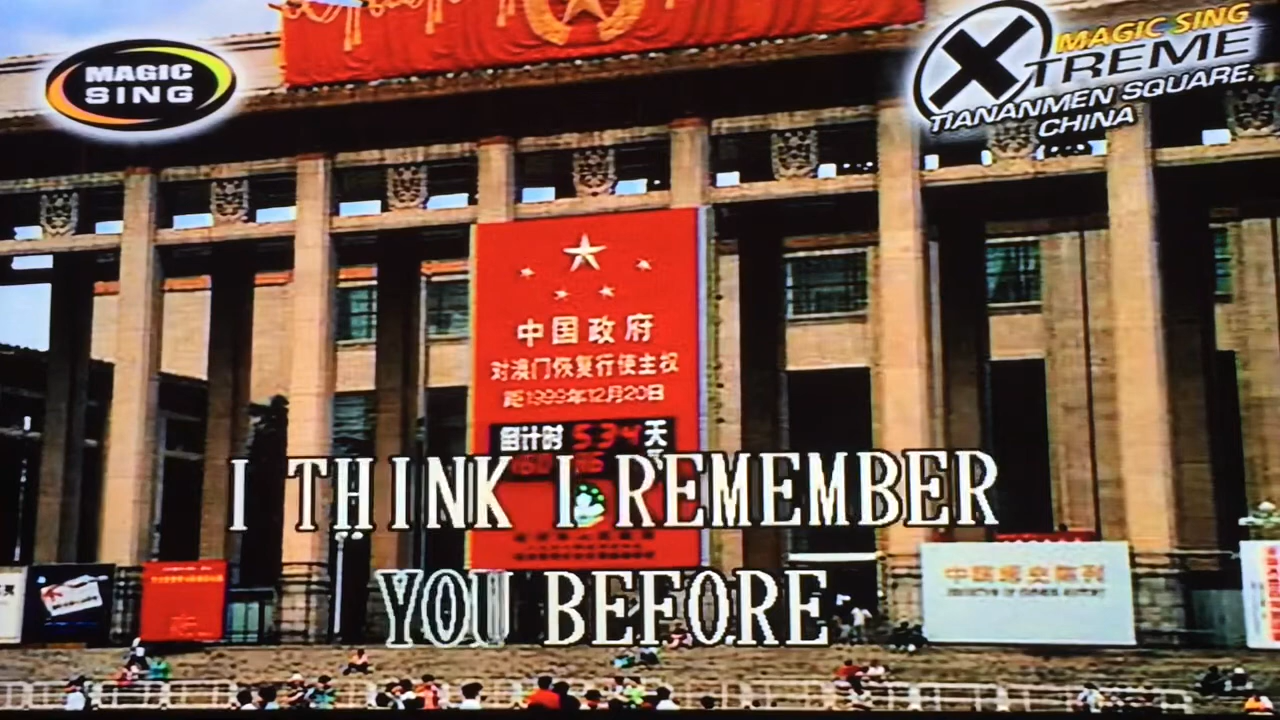 MAGIC
SING
MAGIC SING
XTREME
TIANANMEN SQUARE,
CHINA
中国政府
对澳门恢复行使主权
距1999年12月20日
倒计时 534天
I THINK I REMEMBER
YOU BEFORE